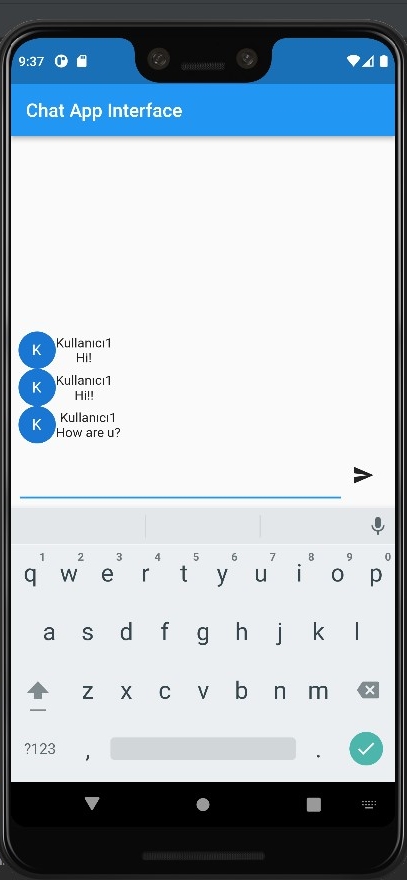 9:37
Chat App Interface
K
Kullanıcı1
Hi!
K
Kullanıcı1
Hi!!
K
Kullanıcı1
How are u?
1 2 3 4 5 6 7 8 9 0
q w e r t y u i o p
a s d f g h j k l
z x c v b n m
?123 , .